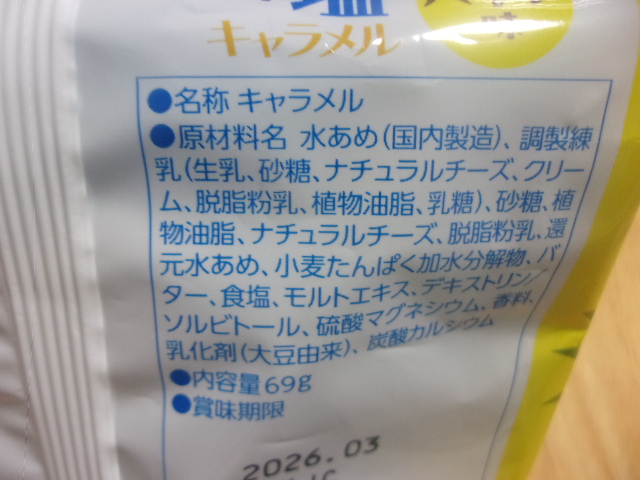 塩
キャラメル
味
●名称 キャラメル
●原材料名 水あめ(国内製造)、調製練
乳(生乳、砂糖、ナチュラルチーズ、クリー
ム、脱脂粉乳、植物油脂、乳糖)、砂糖、植
物油脂、ナチュラルチーズ、脱脂粉乳、還
元水あめ、小麦たんぱく加水分解物、バ
ター、食塩、モルトエキス、デキストリン/
ソルビトール、硫酸マグネシウム、香料、
乳化剤(大豆由来)、炭酸カルシウム
●内容量69g
●賞味期限
2026.03